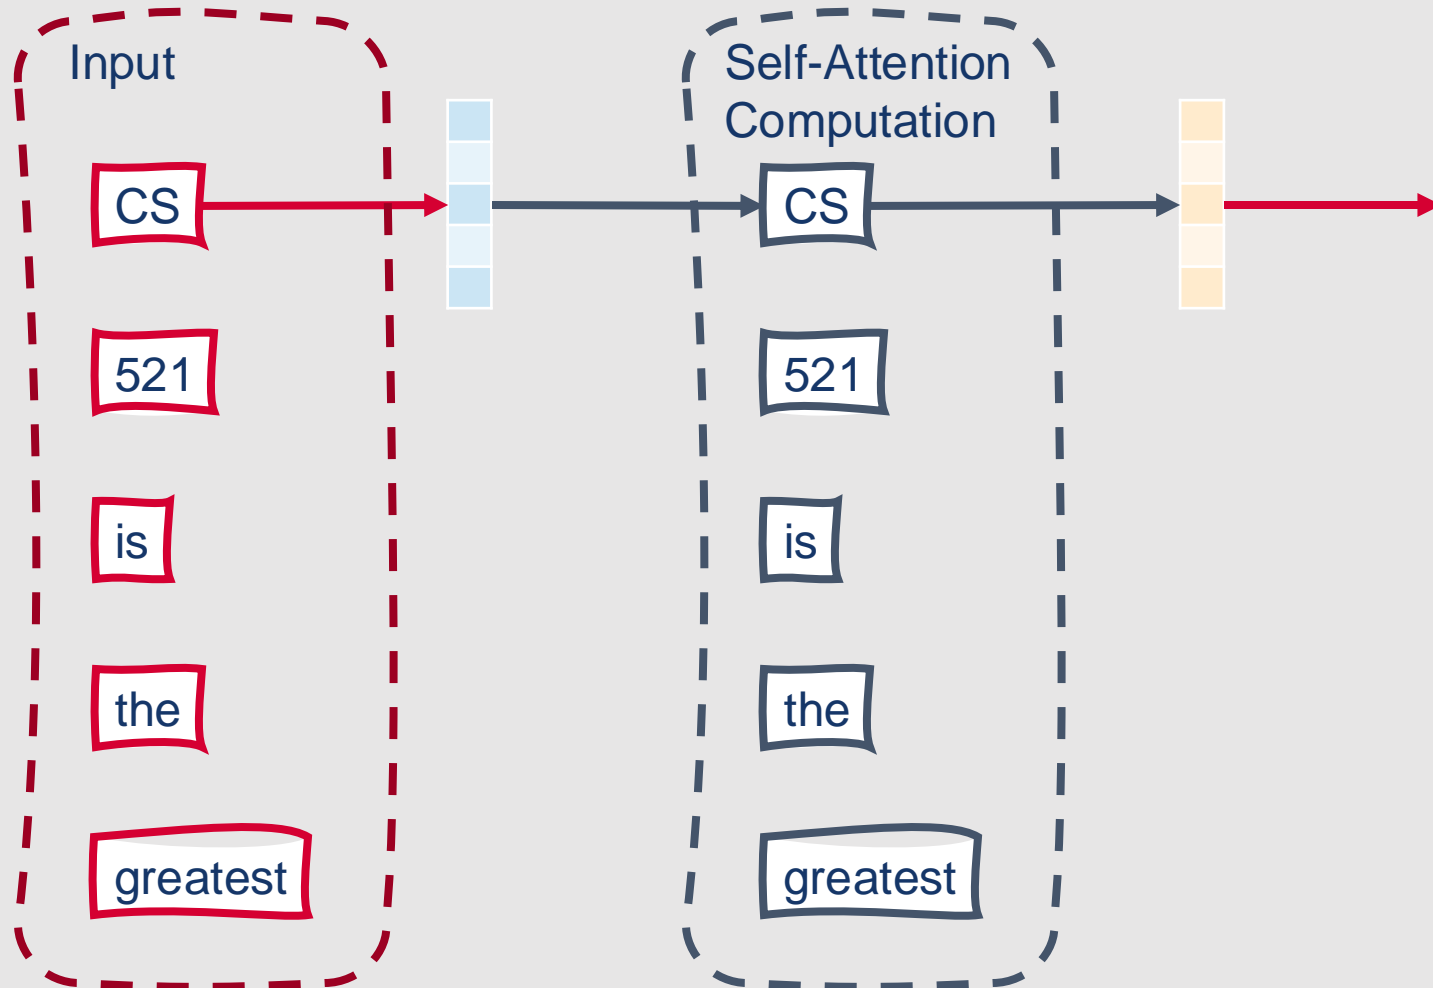 Input
CS
521
is
the
greatest
Self-Attention
Computation
CS
521
is
the
greatest